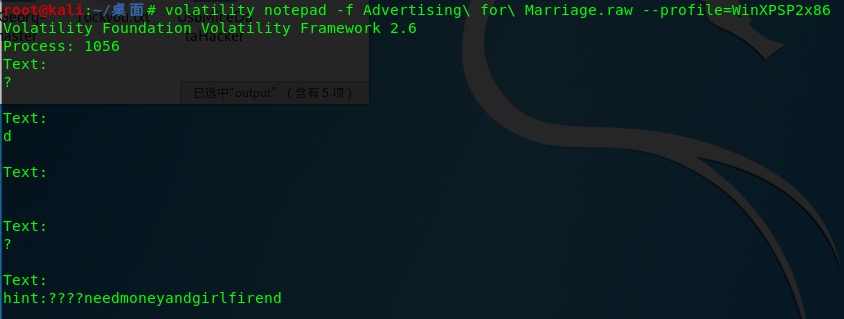 root@kali:~/桌面# volatility notepad -f Advertising\ for\ Marriage.raw --profile=WinXPSP2x86
Volatility Foundation Volatility Framework 2.6
Process: 1056
Text:
?
已选中"output" （含有 5 项）
Text:
d
Text:
Text:
?
Text:
hint:????needmoneyandgirlfirend